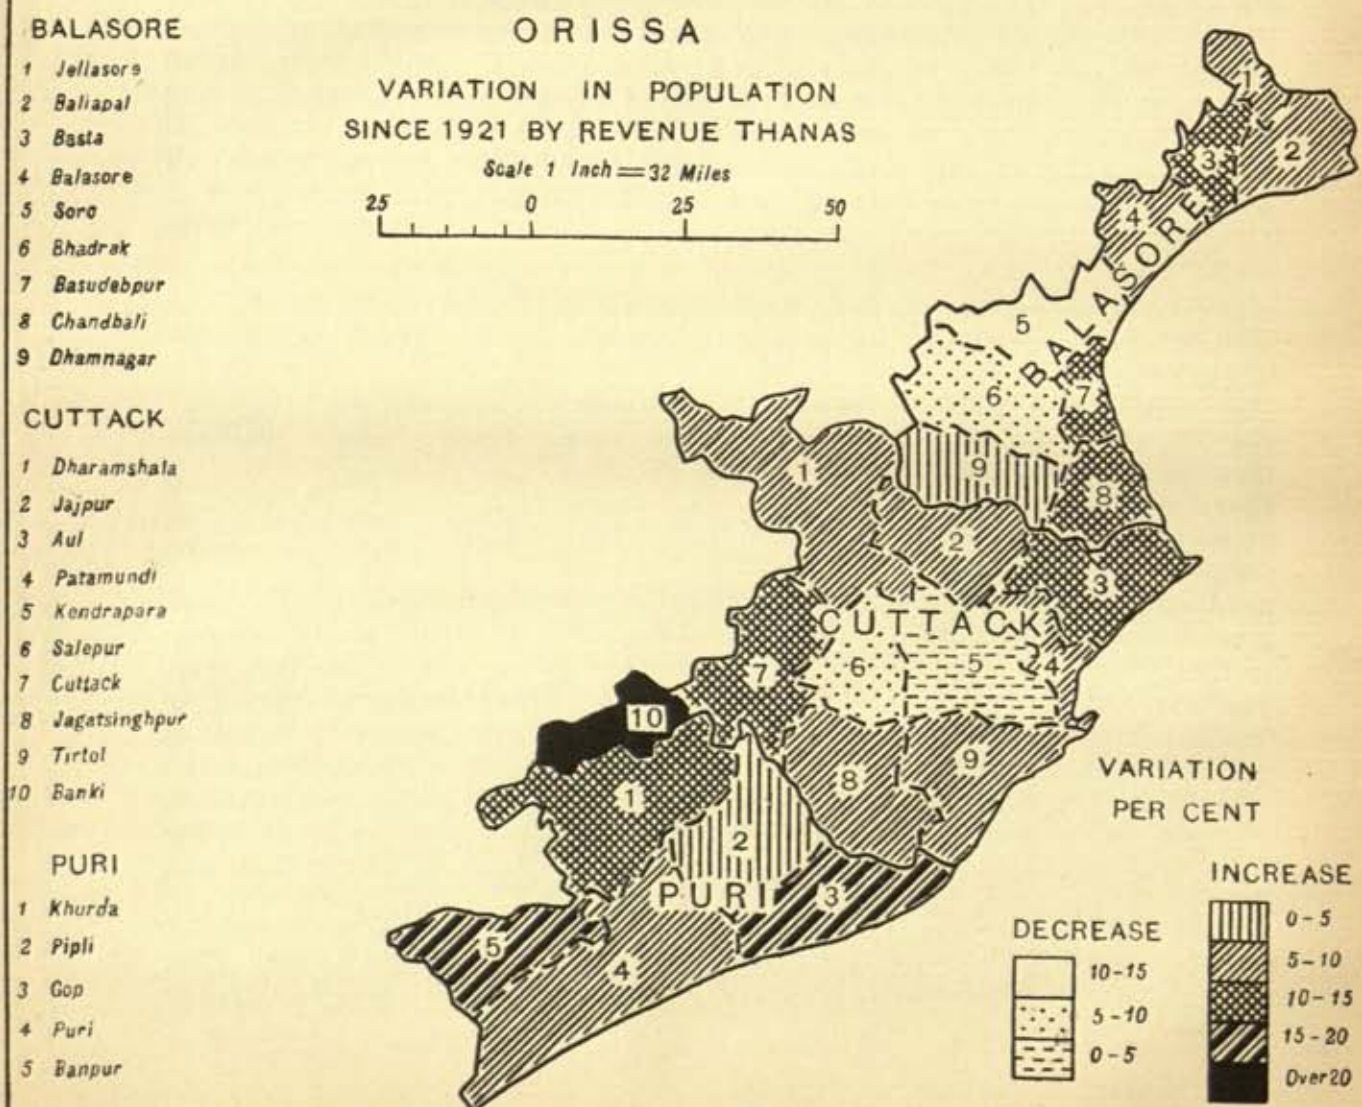 ORISSA
VARIATION IN POPULATION
SINCE 1921 BY REVENUE THANAS
Scale 1 Inch = 32 Miles
25 0 25 50
BALASORE
1 Jellasore
2 Baliapal
3 Basta
4 Balasore
5 Soro
6 Bhadrak
7 Basudebpur
8 Chandbali
9 Dhamnagar
CUTTACK
1 Dharamshala
2 Jajpur
3 Aul
4 Patamundi
5 Kendrapara
6 Salepur
7 Cuttack
8 Jagatsinghpur
9 Tirtol
10 Banki
PURI
1 Khurda
2 Pipli
3 Gop
4 Puri
5 Banpur
BALASORE
1
2
3
4
5
6
7
9
8
CUTTACK
1
2
3
4
5
6
7
10
8
9
PURI
1
2
3
4
5
VARIATION
PER CENT
DECREASE
10-15
5-10
0-5
INCREASE
0-5
5-10
10-15
15-20
Over 20